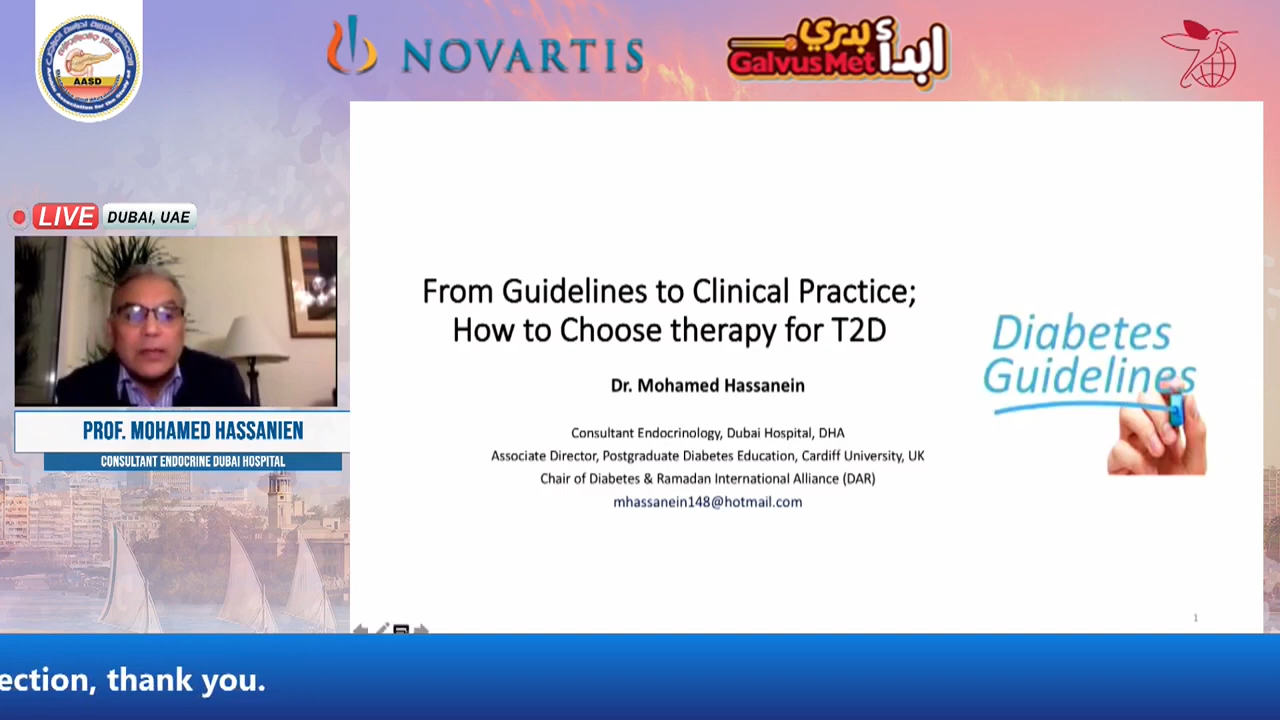 AASD
NOVARTIS
ابدأ بدري
GalvusMet
LIVE
DUBAI, UAE
PROF. MOHAMED HASSANIEN
CONSULTANT ENDOCRINE DUBAI HOSPITAL
From Guidelines to Clinical Practice;
How to Choose therapy for T2D
Dr. Mohamed Hassanein
Consultant Endocrinology, Dubai Hospital, DHA
Associate Director, Postgraduate Diabetes Education, Cardiff University, UK
Chair of Diabetes & Ramadan International Alliance (DAR)
mhassanein148@hotmail.com
Diabetes
Guidelines
1
ection, thank you.